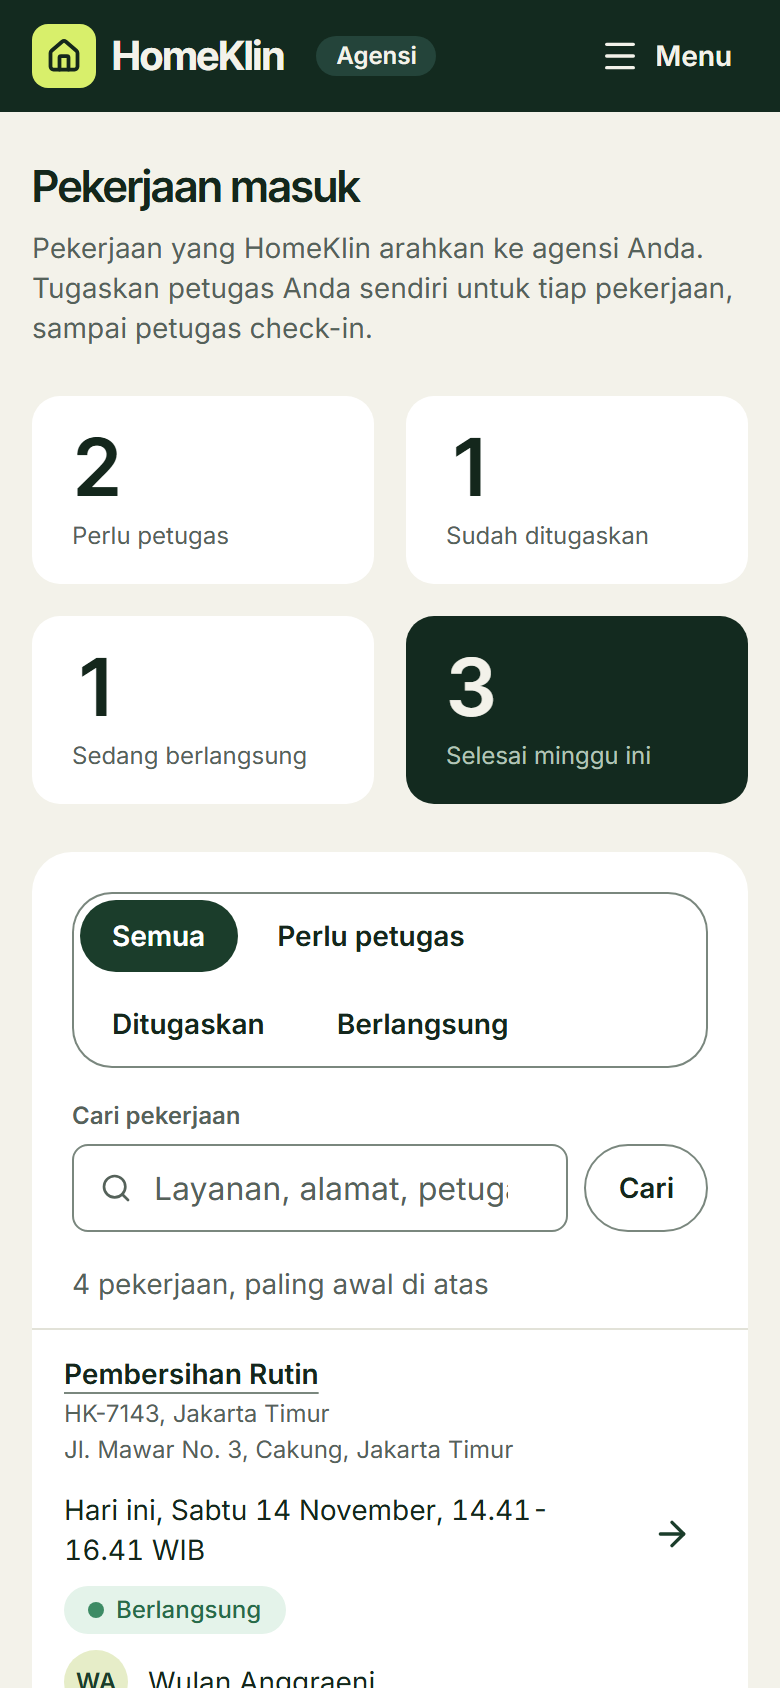 HomeKlin Agensi Menu
Pekerjaan masuk
Pekerjaan yang HomeKlin arahkan ke agensi Anda.
Tugaskan petugas Anda sendiri untuk tiap pekerjaan,
sampai petugas check-in.
2
Perlu petugas
1
Sudah ditugaskan
1
Sedang berlangsung
3
Selesai minggu ini
Semua Perlu petugas
Ditugaskan Berlangsung
Cari pekerjaan
Layanan, alamat, petuga Cari
4 pekerjaan, paling awal di atas
Pembersihan Rutin
HK-7143, Jakarta Timur
Jl. Mawar No. 3, Cakung, Jakarta Timur
Hari ini, Sabtu 14 November, 14.41-
16.41 WIB
Berlangsung
WA Wulan Anggraeni